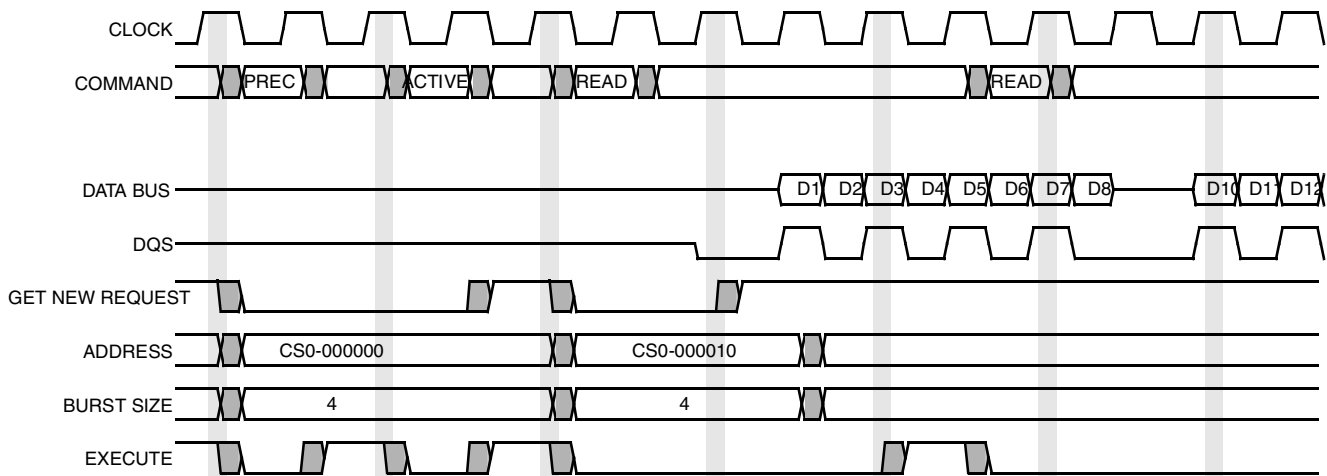 CLOCK
COMMAND PREC ACTIVE READ READ
DATA BUS D1 D2 D3 D4 D5 D6 D7 D8 D10 D11 D12
DQS
GET NEW REQUEST
ADDRESS CS0-000000 CS0-000010
BURST SIZE 4 4
EXECUTE